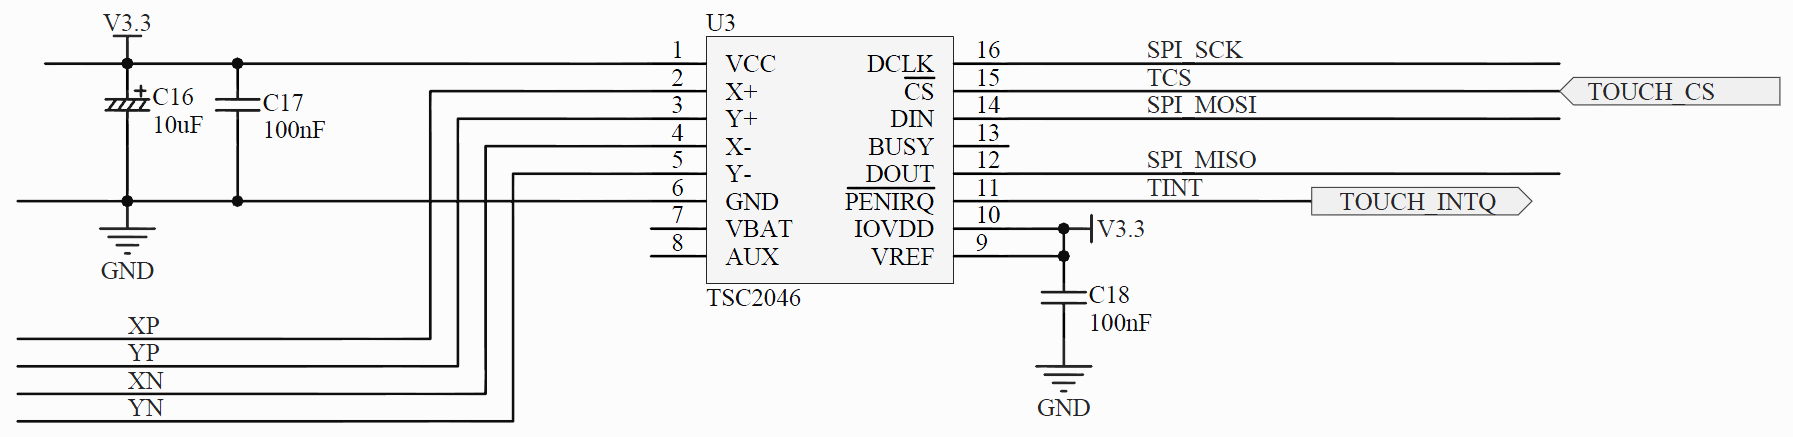 V3.3
U3
1 VCC DCLK 16 SPI_SCK
2 X+ CS 15 TCS TOUCH_CS
3 Y+ DIN 14 SPI_MOSI
4 X- BUSY 13
5 Y- DOUT 12 SPI_MISO
6 GND PENIRQ 11 TINT TOUCH_INTQ
7 VBAT IOVDD 10 V3.3
8 AUX VREF 9
TSC2046
C16
10uF
C17
100nF
GND
C18
100nF
GND
XP
YP
XN
YN
+